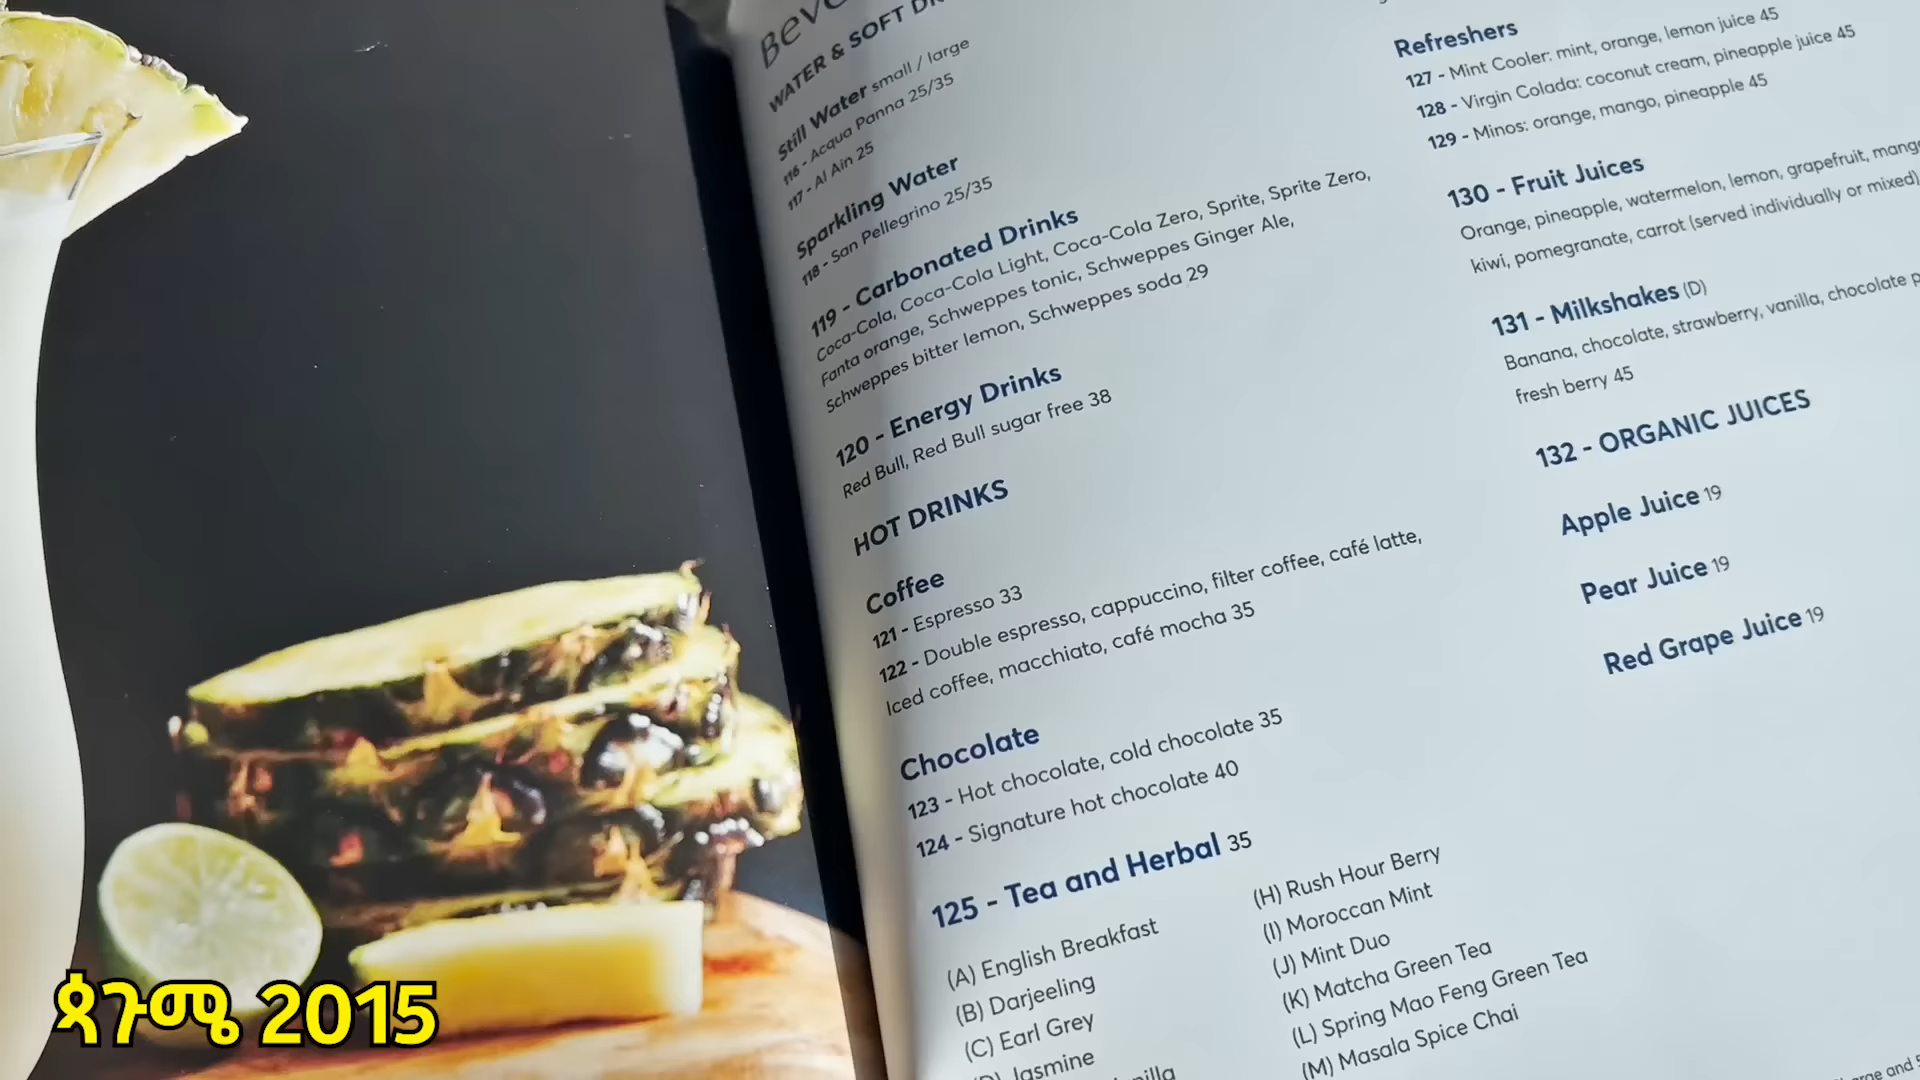 WATER & SOFT
Still Water small / large
116 - Acqua Panna 25/35
117 - Al Ain 25
Sparkling Water
118 - San Pellegrino 25/35
119 - Carbonated Drinks
Coca-Cola, Coca-Cola Light, Coca-Cola Zero, Sprite, Sprite Zero,
Fanta orange, Schweppes tonic, Schweppes Ginger Ale,
Schweppes bitter lemon, Schweppes soda 29
120 - Energy Drinks
Red Bull, Red Bull sugar free 38
HOT DRINKS
Coffee
121 - Espresso 33
122 - Double espresso, cappuccino, filter coffee, café latte,
Iced coffee, macchiato, café mocha 35
Chocolate
123 - Hot chocolate, cold chocolate 35
124 - Signature hot chocolate 40
125 - Tea and Herbal 35
(A) English Breakfast
(B) Darjeeling
(C) Earl Grey
Jasmine
(H) Rush Hour Berry
(I) Moroccan Mint
(J) Mint Duo
(K) Matcha Green Tea
(L) Spring Mao Feng Green Tea
(M) Masala Spice Chai
Refreshers
127 - Mint Cooler: mint, orange, lemon juice 45
128 - Virgin Colada: coconut cream, pineapple juice 45
129 - Minos: orange, mango, pineapple 45
130 - Fruit Juices
Orange, pineapple, watermelon, lemon, grapefruit,
kiwi, pomegranate, carrot (served individually or mixed)
131 - Milkshakes (D)
Banana, chocolate, strawberry, vanilla, chocolate
fresh berry 45
132 - ORGANIC JUICES
Apple Juice 19
Pear Juice 19
Red Grape Juice 19
ጳጉሜ 2015